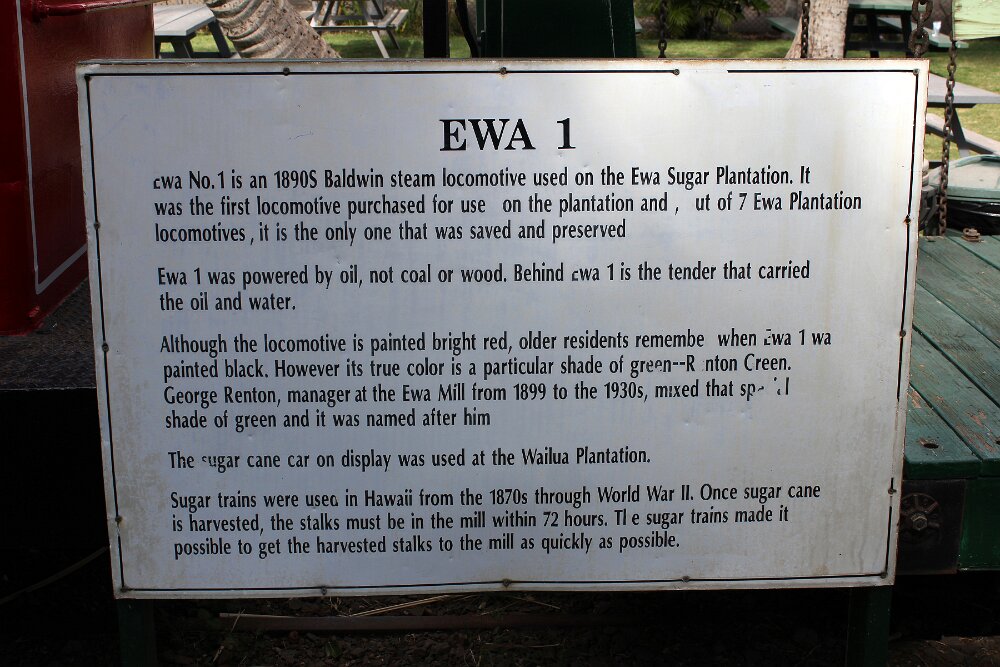 EWA 1
Ewa No.1 is an 1890S Baldwin steam locomotive used on the Ewa Sugar Plantation. It
was the first locomotive purchased for use on the plantation and , ut of 7 Ewa Plantation
locomotives, it is the only one that was saved and preserved
Ewa 1 was powered by oil, not coal or wood. Behind Ewa 1 is the tender that carried
the oil and water.
Although the locomotive is painted bright red, older residents remembe when Ewa 1 wa
painted black. However its true color is a particular shade of green--R nton Creen.
George Renton, manager at the Ewa Mill from 1899 to the 1930s, mixed that
shade of green and it was named after him
The sugar cane car on display was used at the Wailua Plantation.
Sugar trains were used in Hawaii from the 1870s through World War II. Once sugar cane
is harvested, the stalks must be in the mill within 72 hours. The sugar trains made it
possible to get the harvested stalks to the mill as quickly as possible.